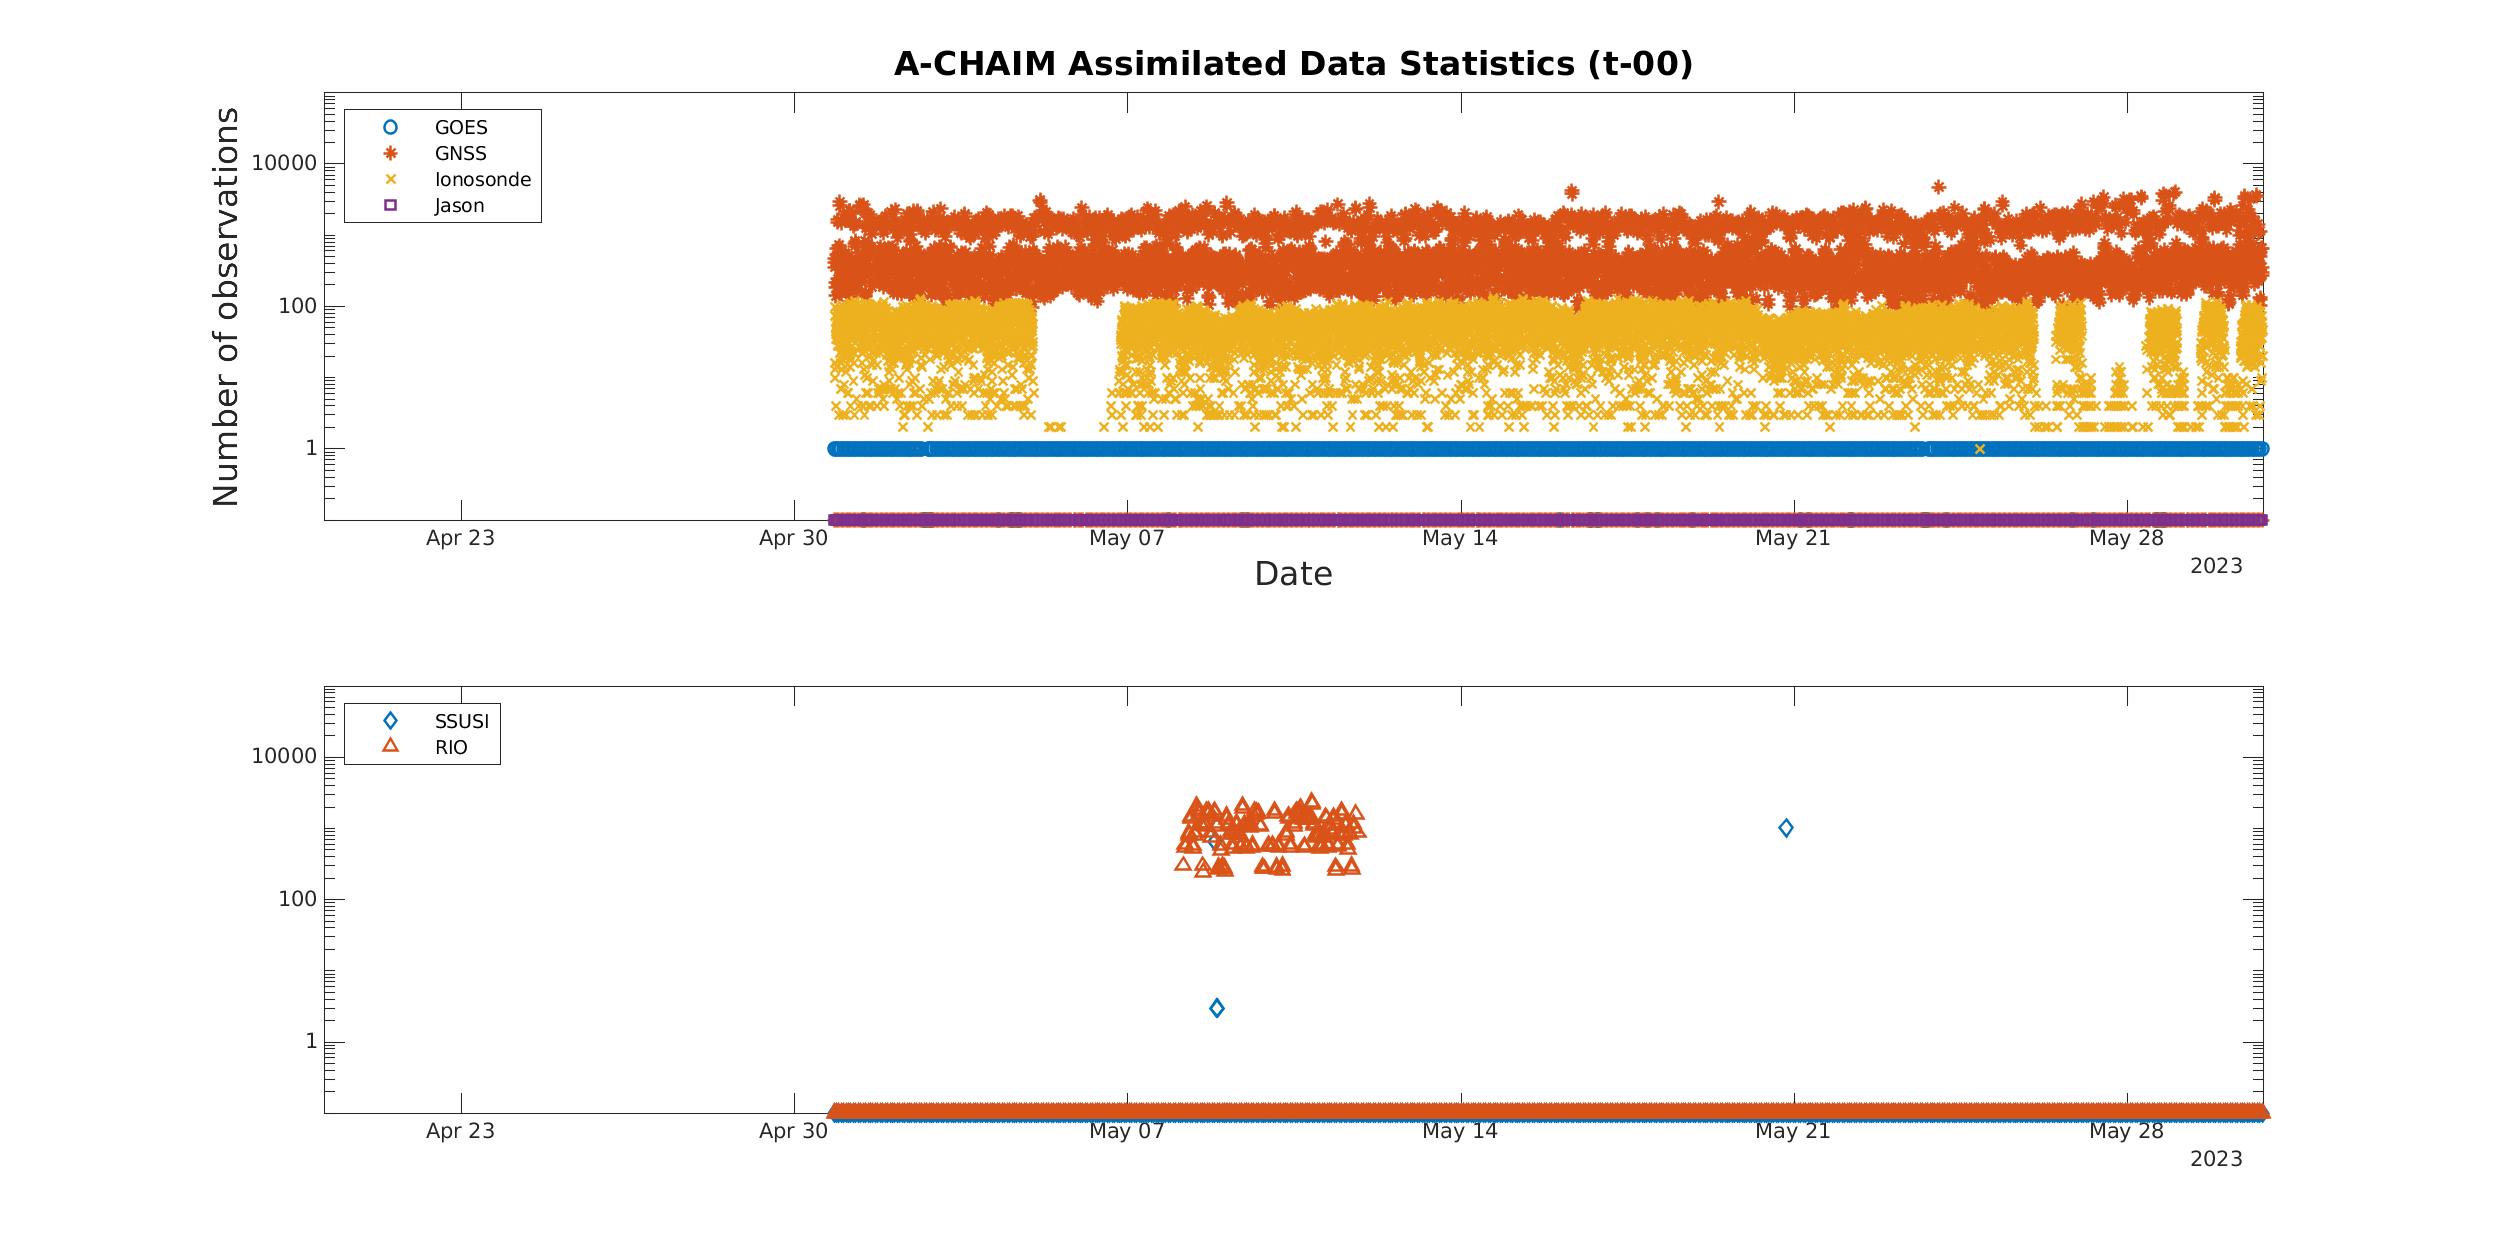 A-CHAIM Assimilated Data Statistics (t-00)
Number of observations
10000
100
1
GOES
GNSS
Ionosonde
Jason
Apr 23 Apr 30 May 07 May 14 May 21 May 28
2023
Date
10000
100
1
SSUSI
RIO
Apr 23 Apr 30 May 07 May 14 May 21 May 28
2023